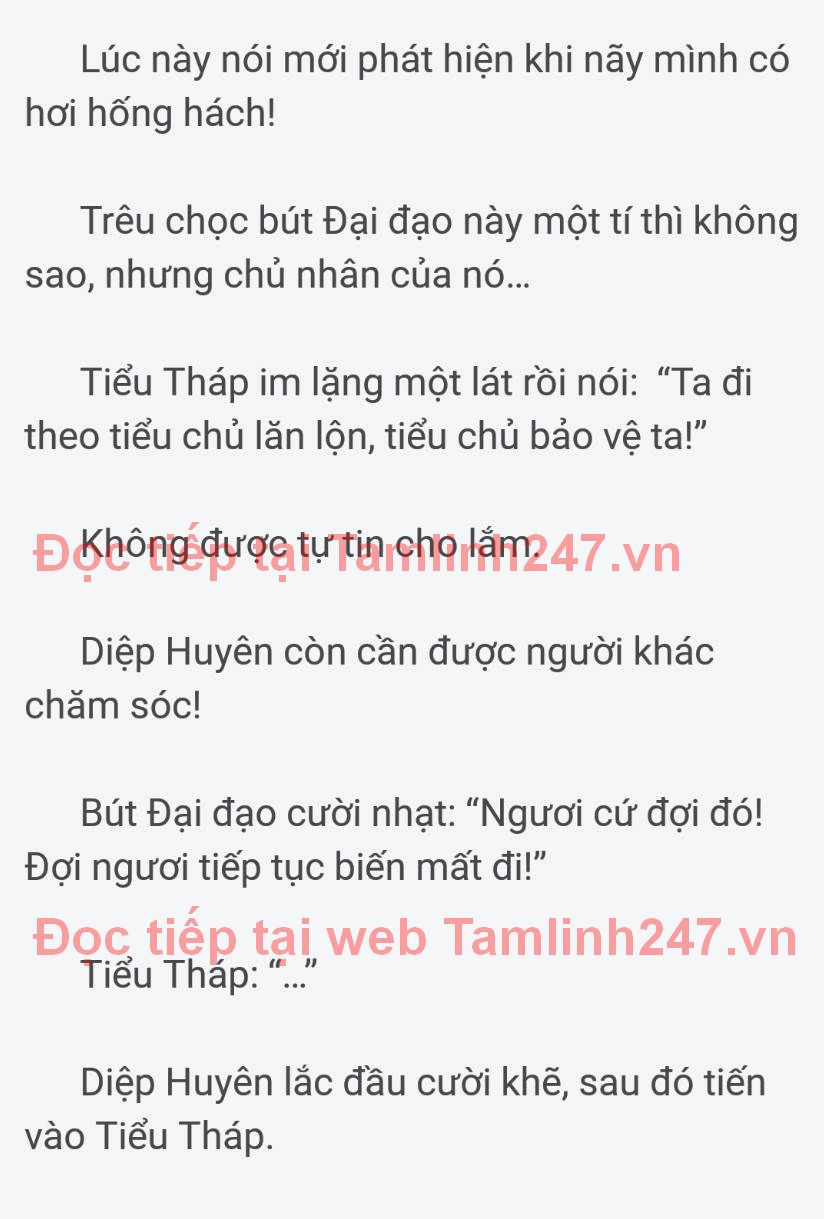 Lúc này nói mới phát hiện khi nãy mình có
hơi hống hách!
Trêu chọc bút Đại đạo này một tí thì không
sao, nhưng chủ nhân của nó...
Tiểu Tháp im lặng một lát rồi nói: “Ta đi
theo tiểu chủ lăn lộn, tiểu chủ bảo vệ ta!”
Không được tự tin cho lắm.
Đọc tiếp tại Tamlinh247.vn
Diệp Huyên còn cần được người khác
chăm sóc!
Bút Đại đạo cười nhạt: “Ngươi cứ đợi đó!
Đợi ngươi tiếp tục biến mất đi!”
Đọc tiếp tại web Tamlinh247.vn
Tiểu Tháp: “...”
Diệp Huyên lắc đầu cười khẽ, sau đó tiến
vào Tiểu Tháp.